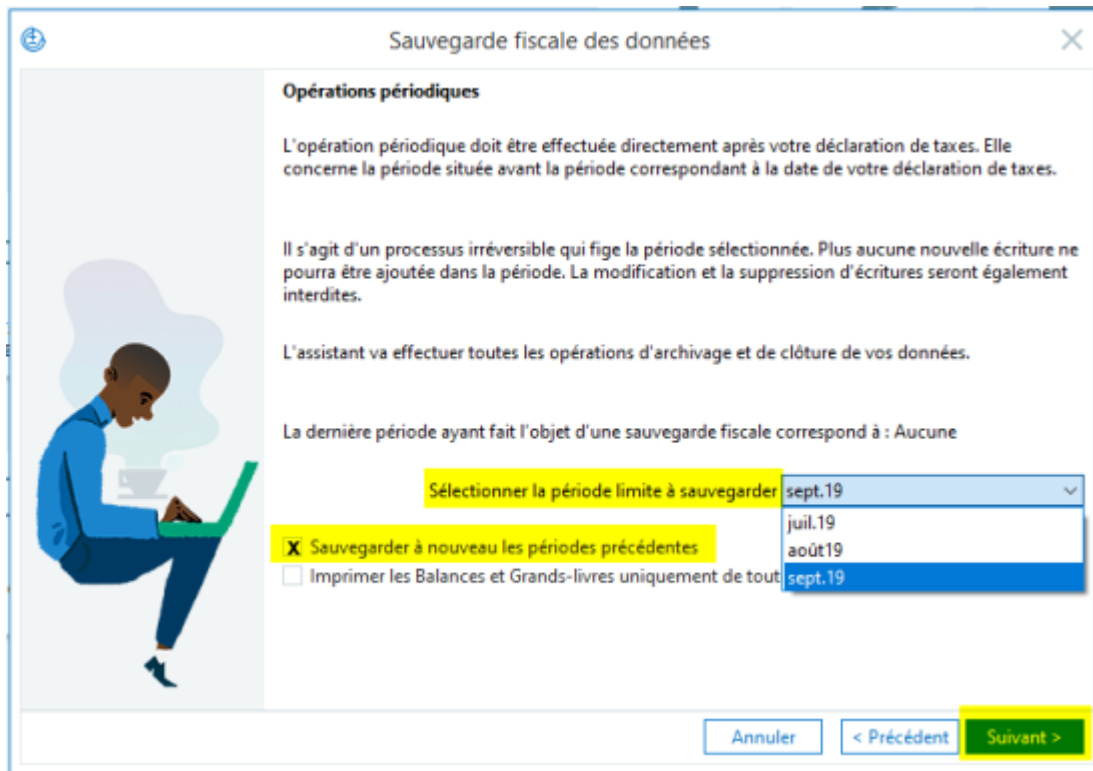 Sauvegarde fiscale des données
Opérations périodiques
L'opération périodique doit être effectuée directement après votre déclaration de taxes. Elle
concerne la période située avant la période correspondant à la date de votre déclaration de taxes.
Il s'agit d'un processus irréversible qui fige la période sélectionnée. Plus aucune nouvelle écriture ne
pourra être ajoutée dans la période. La modification et la suppression d'écritures seront également
interdites.
L'assistant va effectuer toutes les opérations d'archivage et de clôture de vos données.
La dernière période ayant fait l'objet d'une sauvegarde fiscale correspond à : Aucune
Sélectionner la période limite à sauvegarder sept.19
juil.19
X Sauvegarder à nouveau les périodes précédentes
août19
Imprimer les Balances et Grands-livres uniquement de tout
sept.19
Annuler < Précédent Suivant >